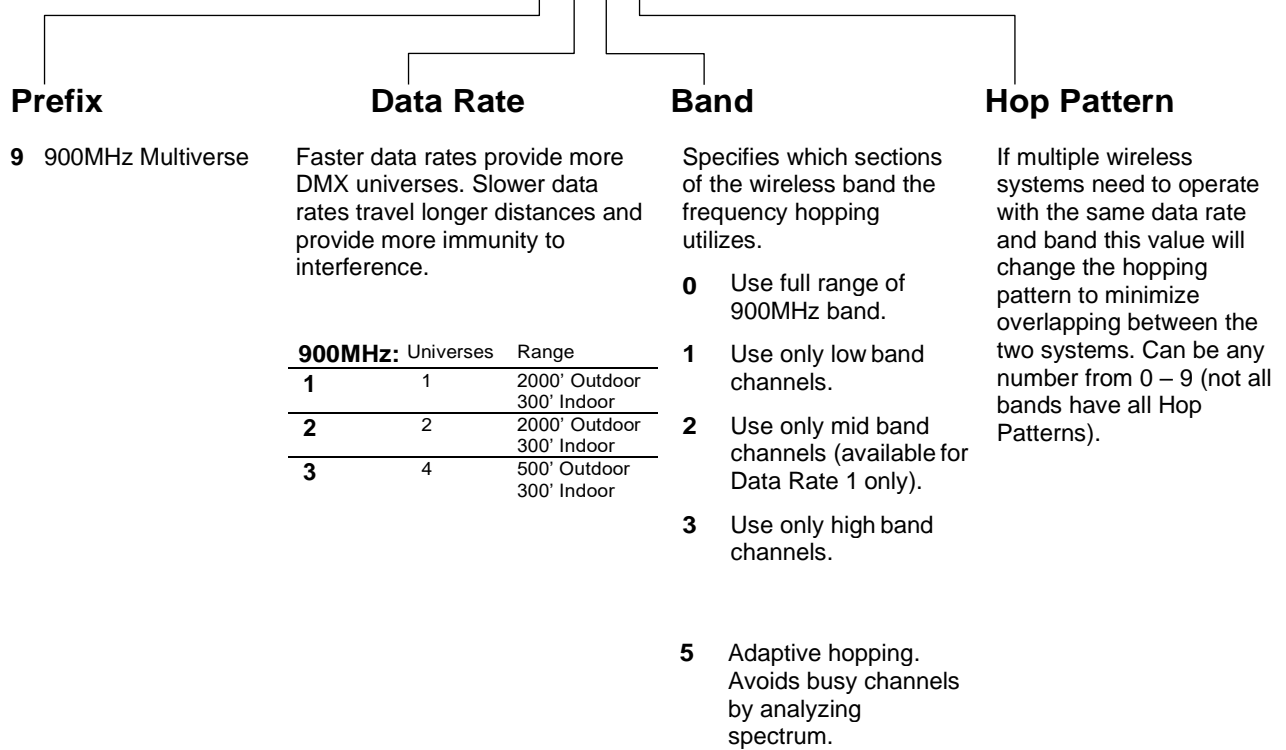 Prefix
9 900MHz Multiverse
Data Rate
Faster data rates provide more
DMX universes. Slower data
rates travel longer distances and
provide more immunity to
interference.
900MHz: Universes Range
1 1 2000’ Outdoor
300’ Indoor
2 2 2000’ Outdoor
300’ Indoor
3 4 500’ Outdoor
300’ Indoor
Band
Specifies which sections
of the wireless band the
frequency hopping
utilizes.
0 Use full range of
900MHz band.
1 Use only low band
channels.
2 Use only mid band
channels (available for
Data Rate 1 only).
3 Use only high band
channels.
5 Adaptive hopping.
Avoids busy channels
by analyzing
spectrum.
Hop Pattern
If multiple wireless
systems need to operate
with the same data rate
and band this value will
change the hopping
pattern to minimize
overlapping between the
two systems. Can be any
number from 0 – 9 (not all
bands have all Hop
Patterns).